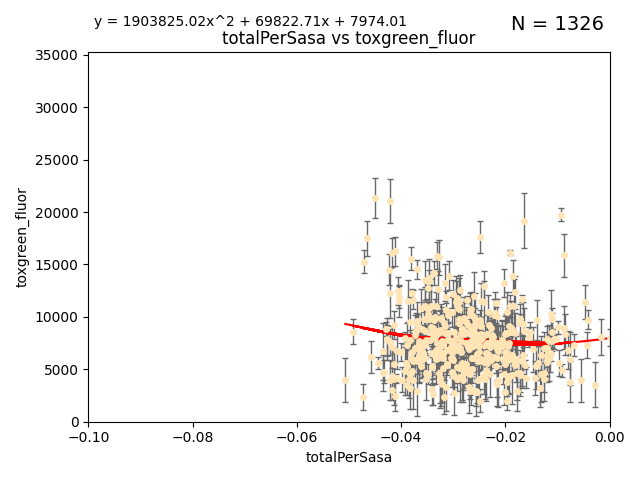 y = 1903825.02x^2 + 69822.71x + 7974.01
N = 1326
totalPerSasa vs toxgreen_fluor
35000
30000
25000
20000
15000
10000
5000
0
toxgreen_fluor
−0.10
−0.08
−0.06
−0.04
−0.02
0.00
totalPerSasa